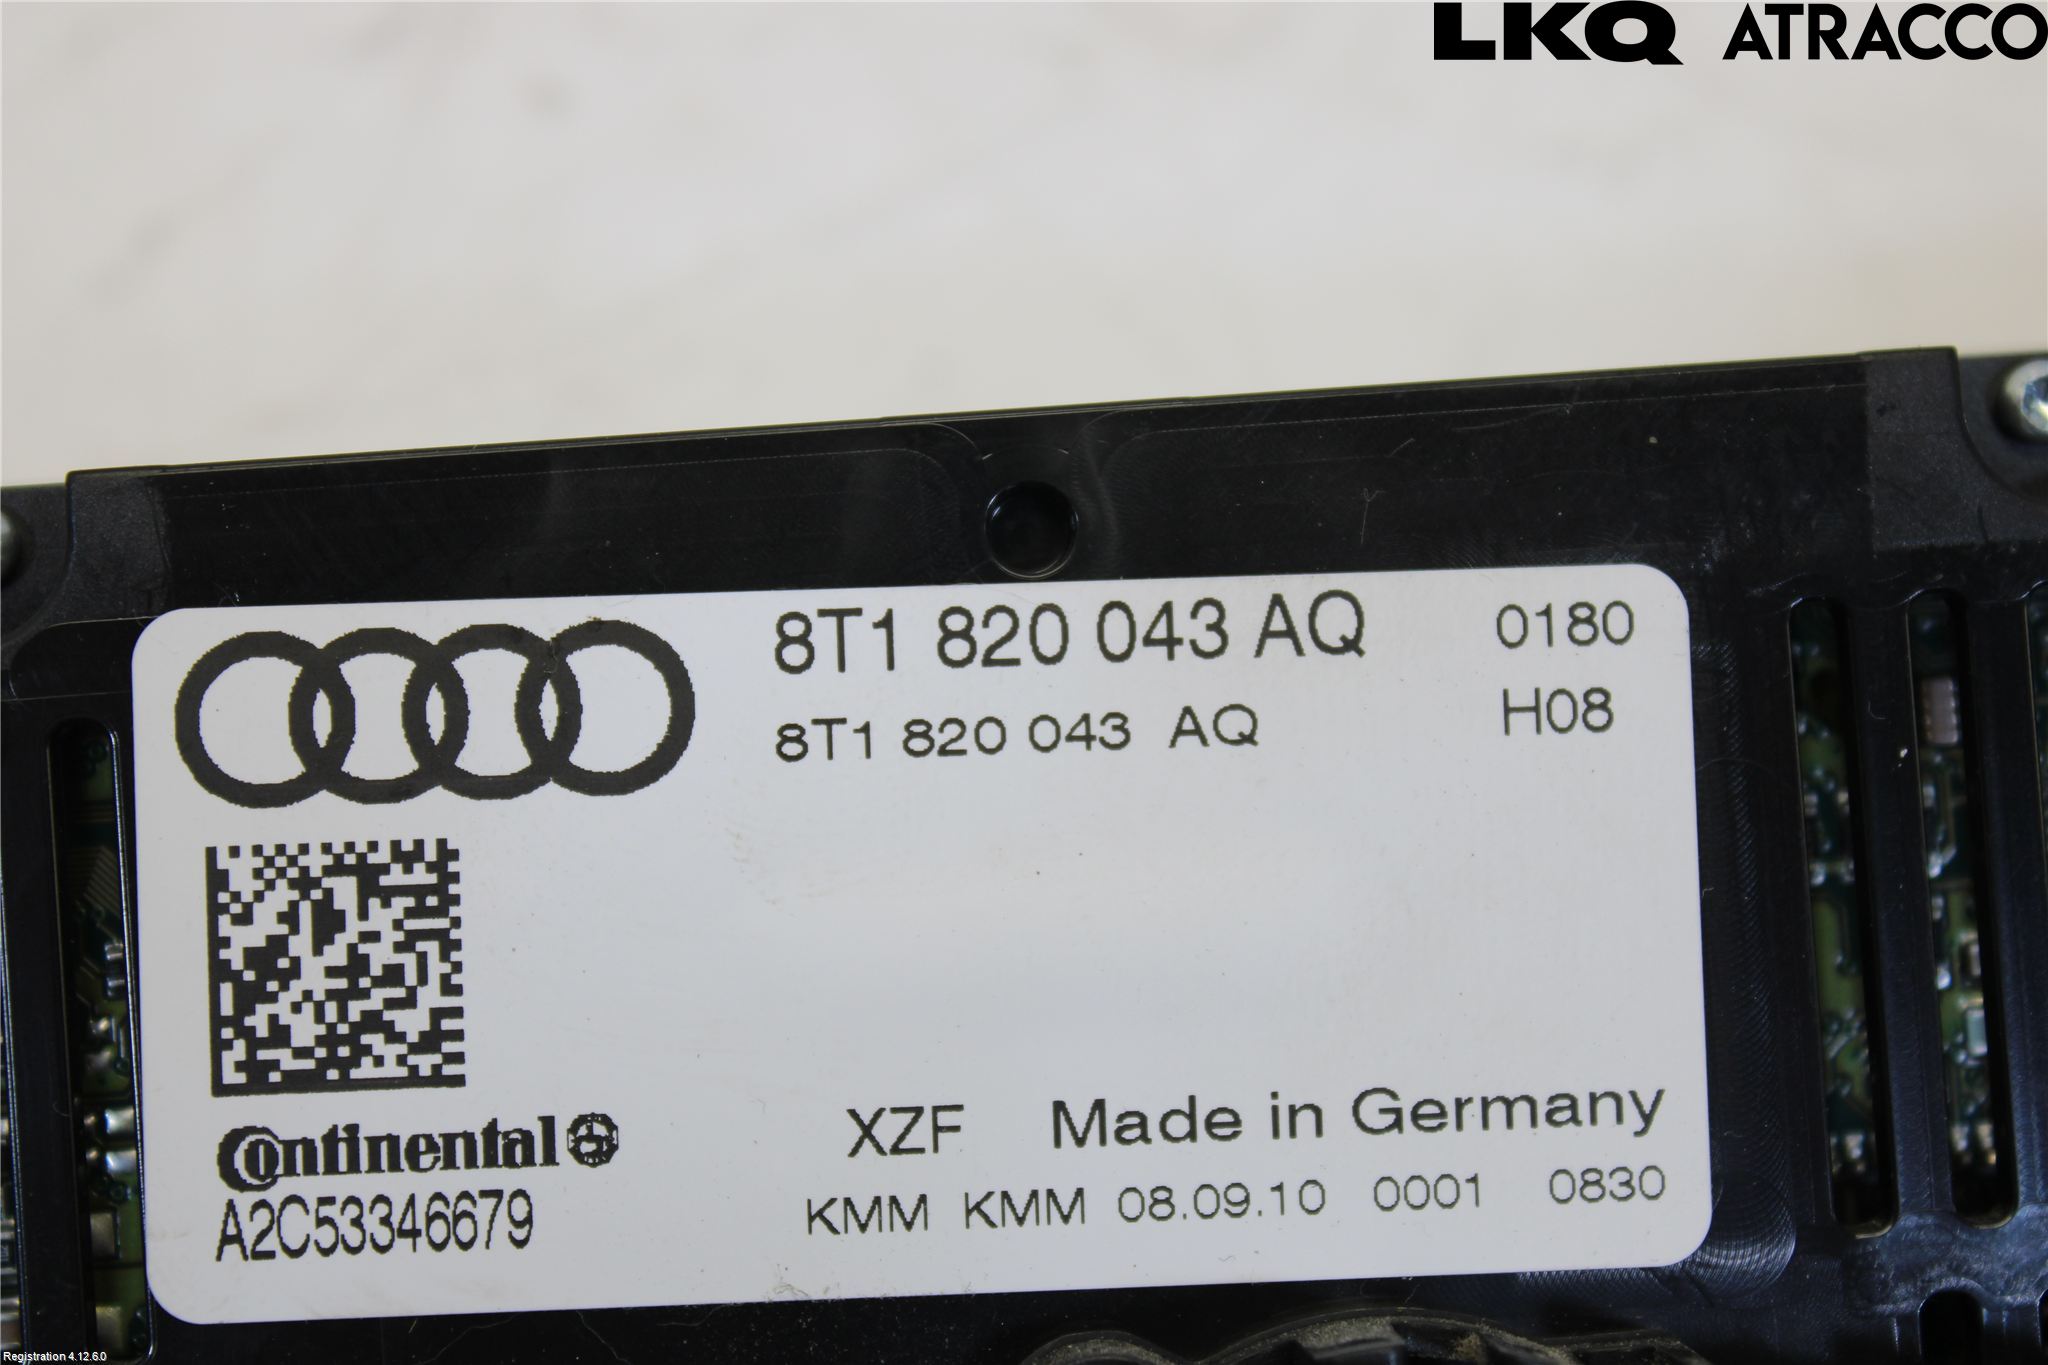 LKQ ATRACCO
8T1 820 043 AQ 0180
8T1 820 043 AQ H08
Continental
A2C53346679
XZF Made in Germany
KMM KMM 08.09.10 0001 0830
Registration 4.12.6.0